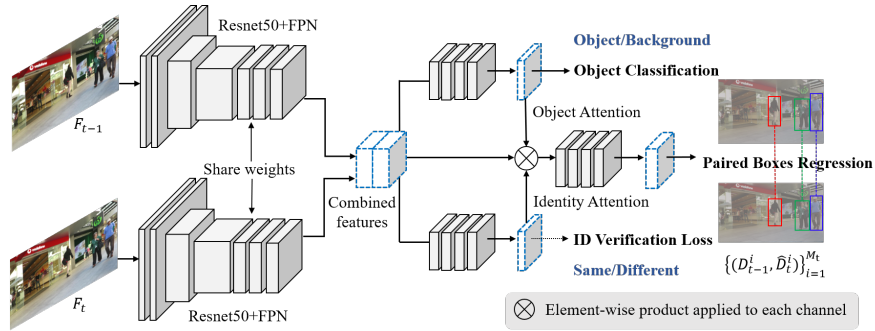 Resnet50+FPN
Object/Background
Object Classification
$F_{t-1}$
Object Attention
Share weights
Combined
features
Paired Boxes Regression
Identity Attention
ID Verification Loss
Same/Different
$\{(D_{t-1}^{i}, \hat{D}_{t}^{i})\}_{i=1}^{M_t}$
$F_t$
Resnet50+FPN
⊗ Element-wise product applied to each channel